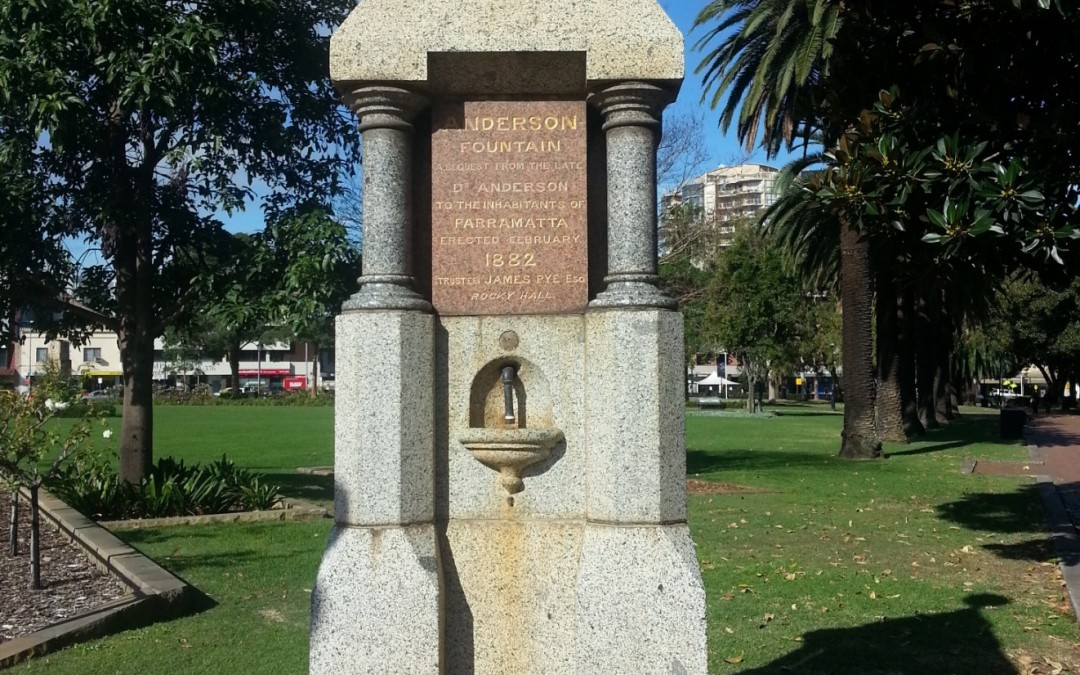 ANDERSON
FOUNTAIN
A BEQUEST FROM THE LATE
DR ANDERSON
TO THE INHABITANTS OF
PARRAMATTA
ERECTED FEBRUARY
1882
TRUSTEE JAMES PYE ESQ
ROCKY HALL